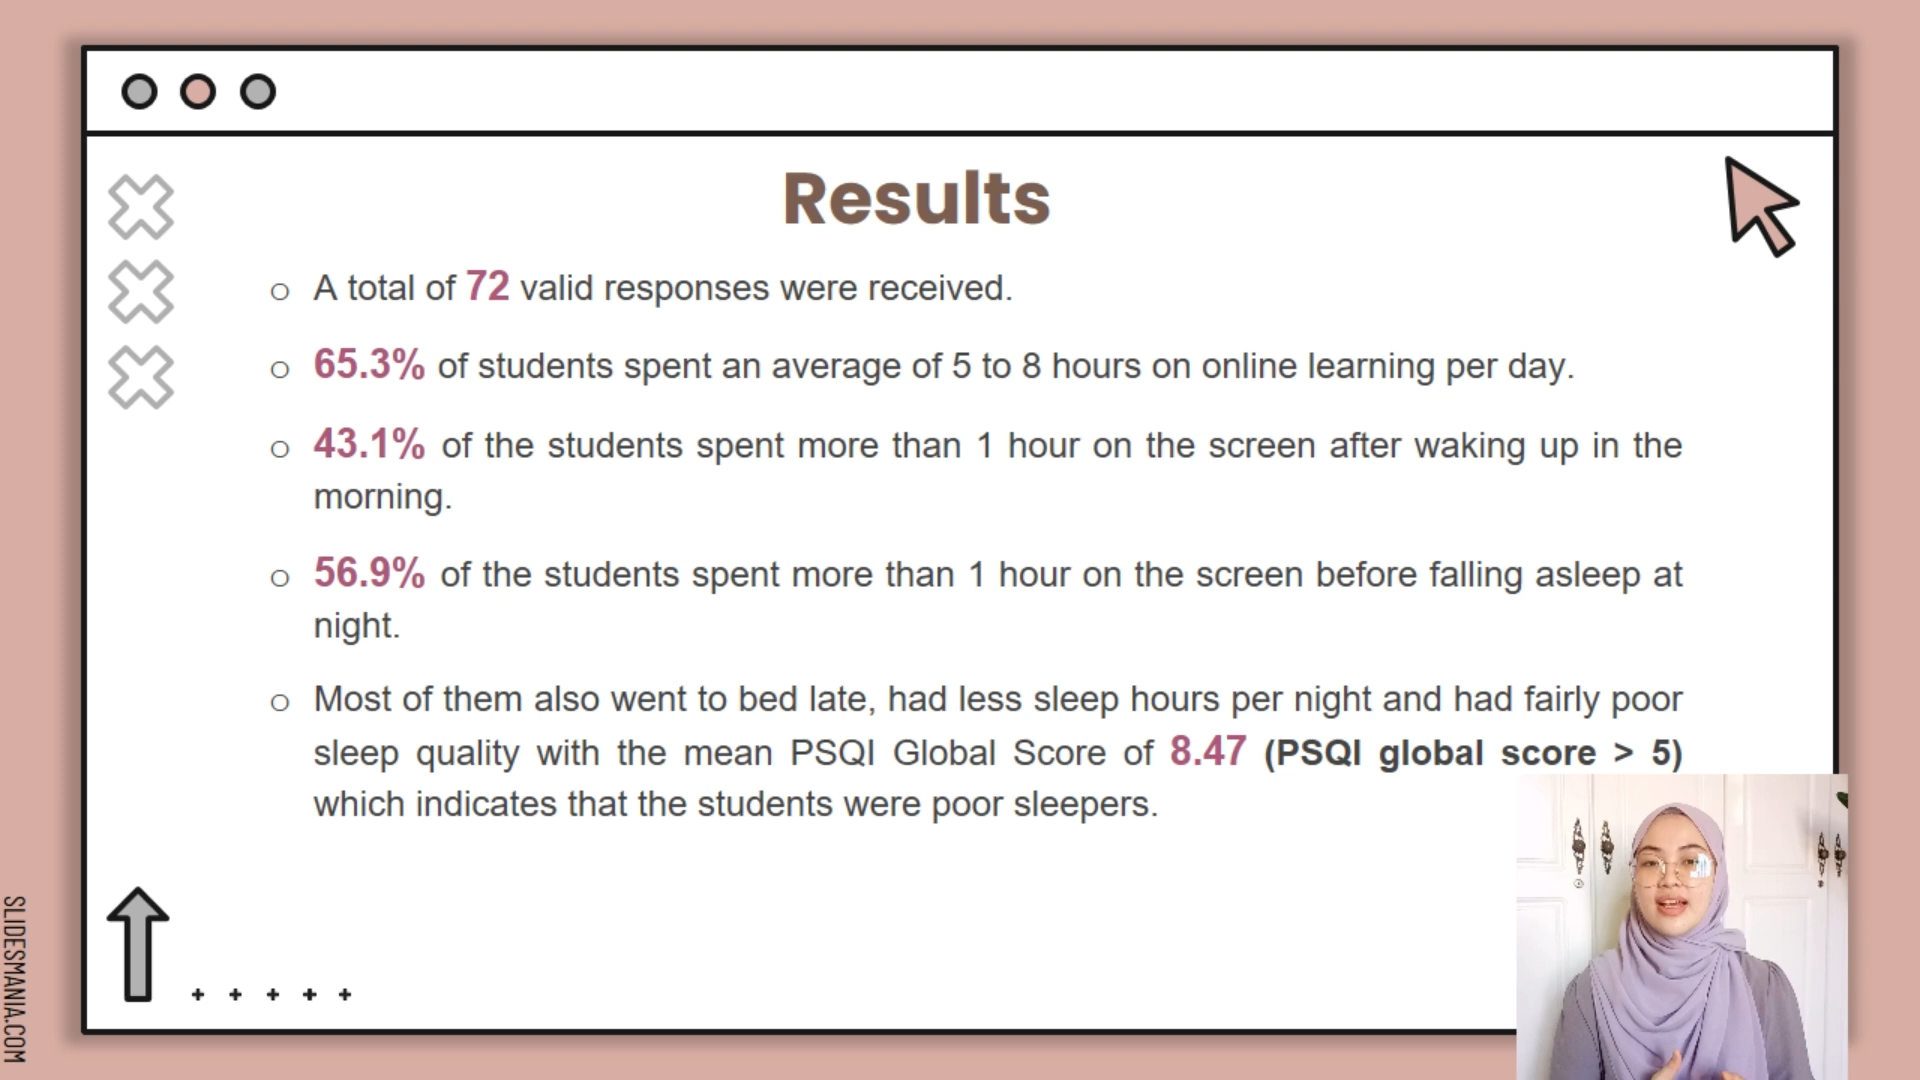 Results
o A total of 72 valid responses were received.
o 65.3% of students spent an average of 5 to 8 hours on online learning per day.
o 43.1% of the students spent more than 1 hour on the screen after waking up in the
morning.
o 56.9% of the students spent more than 1 hour on the screen before falling asleep at
night.
o Most of them also went to bed late, had less sleep hours per night and had fairly poor
sleep quality with the mean PSQI Global Score of 8.47 (PSQI global score > 5)
which indicates that the students were poor sleepers.
SLIDESMANIA.COM